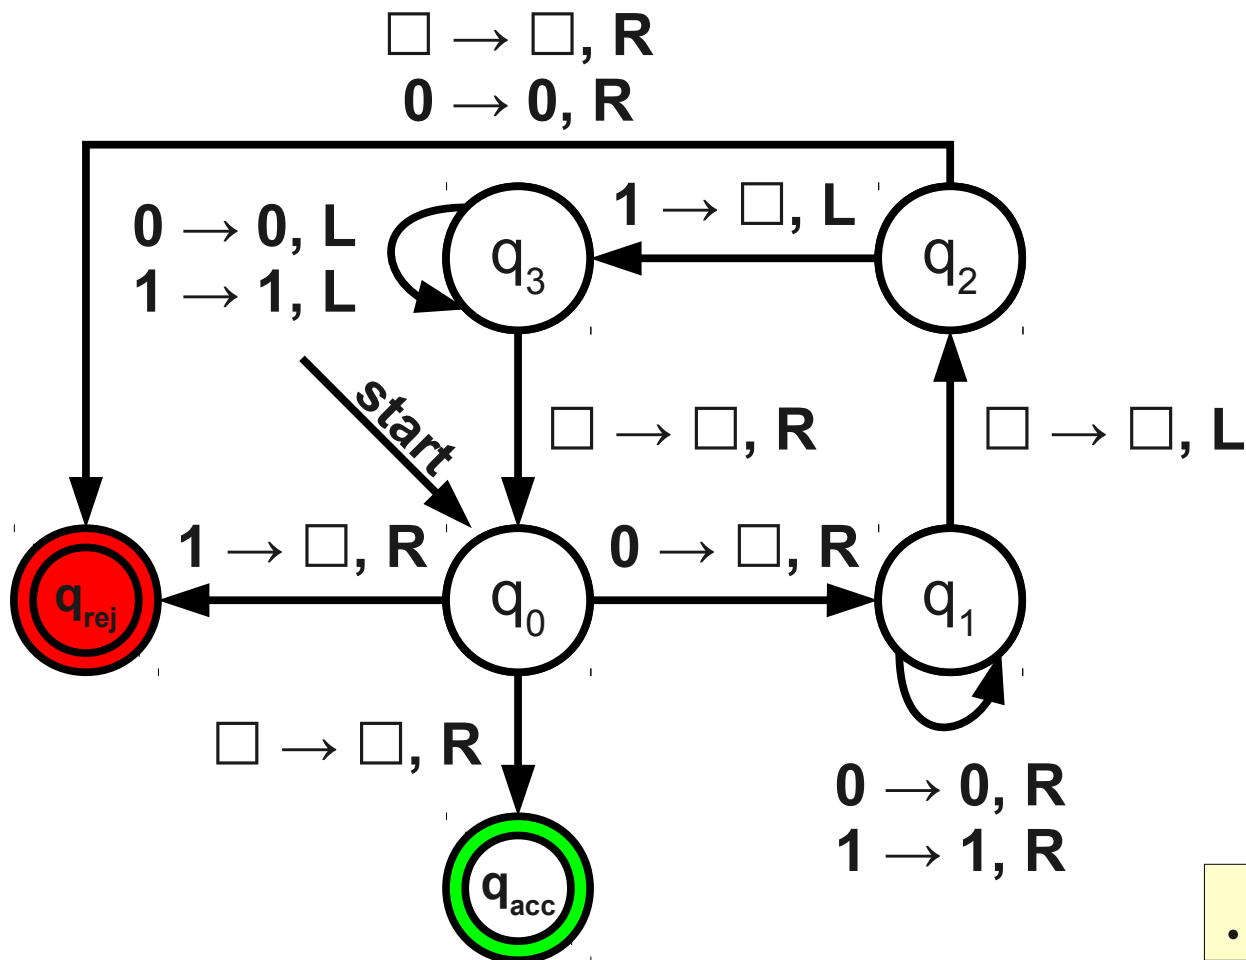 □ → □, R
0 → 0, R
0 → 0, L
1 → 1, L
q3
1 → □, L
q2
start
□ → □, R
□ → □, L
qrej
1 → □, R
q0
0 → □, R
q1
□ → □, R
0 → 0, R
1 → 1, R
qacc
.